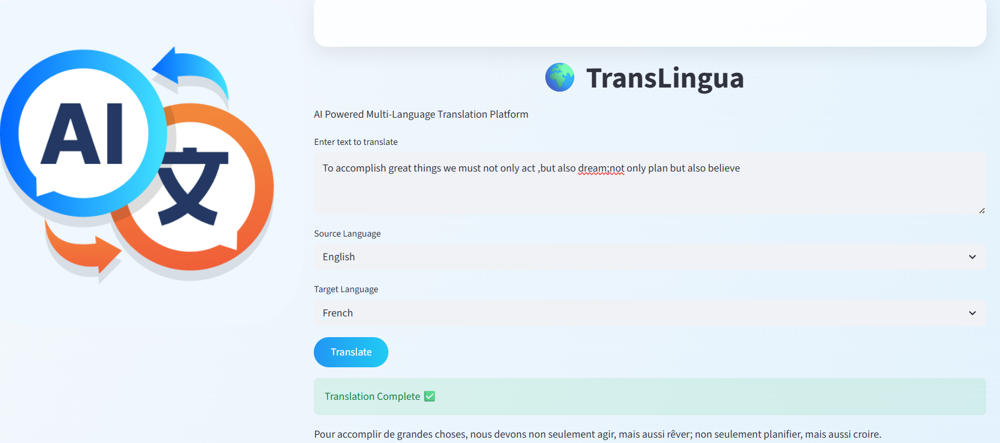 AI
文
TransLingua
AI Powered Multi-Language Translation Platform
Enter text to translate
To accomplish great things we must not only act ,but also dream;not only plan but also believe
Source Language
English
Target Language
French
Translate
Translation Complete ✅
Pour accomplir de grandes choses, nous devons non seulement agir, mais aussi rêver; non seulement planifier, mais aussi croire.